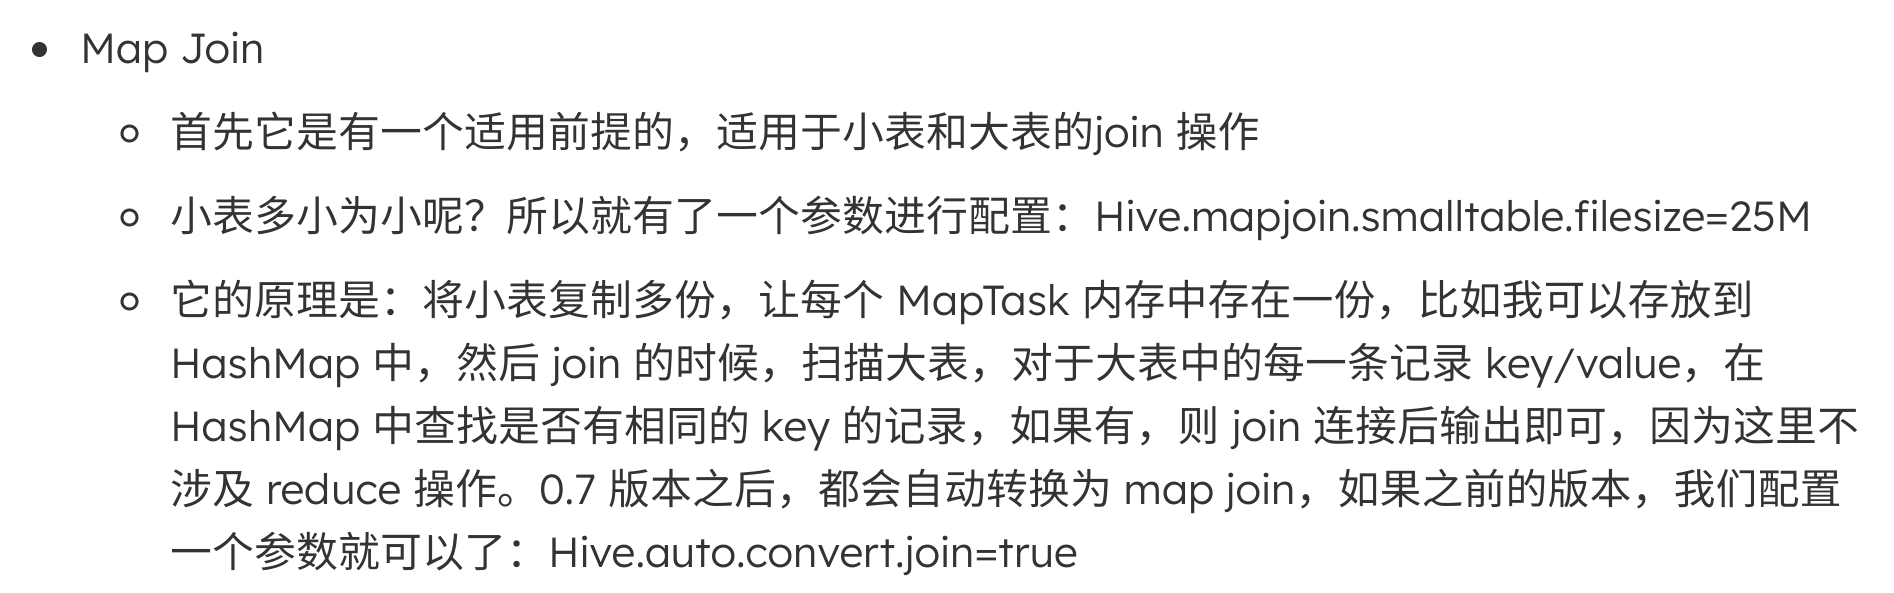 • Map Join
◦ 首先它是有一个适用前提的，适用于小表和大表的join 操作
◦ 小表多小为小呢？所以就有了一个参数进行配置：Hive.mapjoin.smalltable.filesize=25M
◦ 它的原理是：将小表复制多份，让每个 MapTask 内存中存在一份，比如我可以存放到
HashMap 中，然后 join 的时候，扫描大表，对于大表中的每一条记录 key/value，在
HashMap 中查找是否有相同的 key 的记录，如果有，则 join 连接后输出即可，因为这里不
涉及 reduce 操作。0.7 版本之后，都会自动转换为 map join，如果之前的版本，我们配置
一个参数就可以了：Hive.auto.convert.join=true